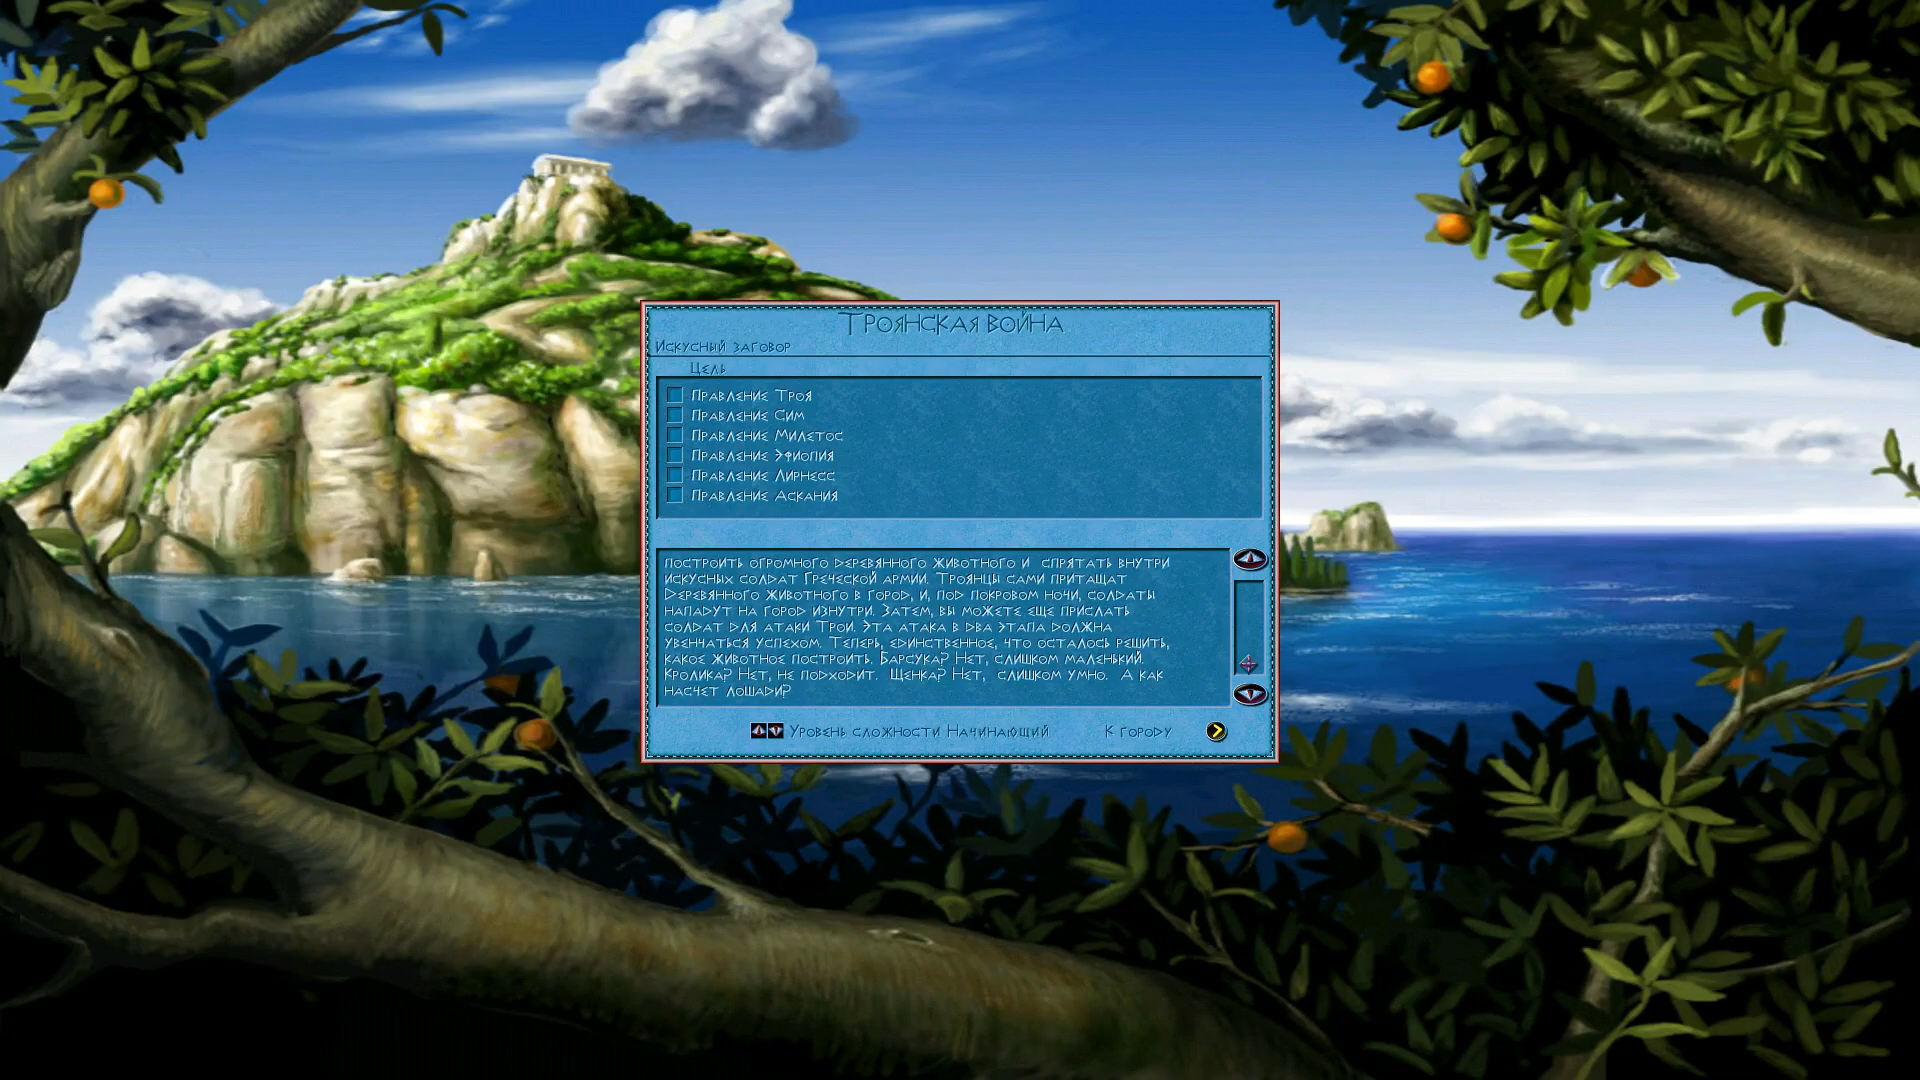 Троянская война
Искусный заговор
Цель
Правление Троя
Правление Сим
Правление Милетос
Правление Эфиопия
Правление Лирнесс
Правление Аскания
построить огромного деревянного животного и спрятать внутри
искусных солдат Греческой армии. Троянцы сами притащат
деревянного животного в город, и, под покровом ночи, солдаты
нападут на город изнутри. Затем, вы можете еще прислать
солдат для атаки Трои. Эта атака в два этапа должна
увенчаться успехом. Теперь, единственное, что осталось решить,
какое животное построить. Барсука? Нет, слишком маленький.
Кролика? Нет, не подходит. Щенка? Нет, слишком умно. А как
насчет лошади?
Уровень сложности Начинающий
К городу